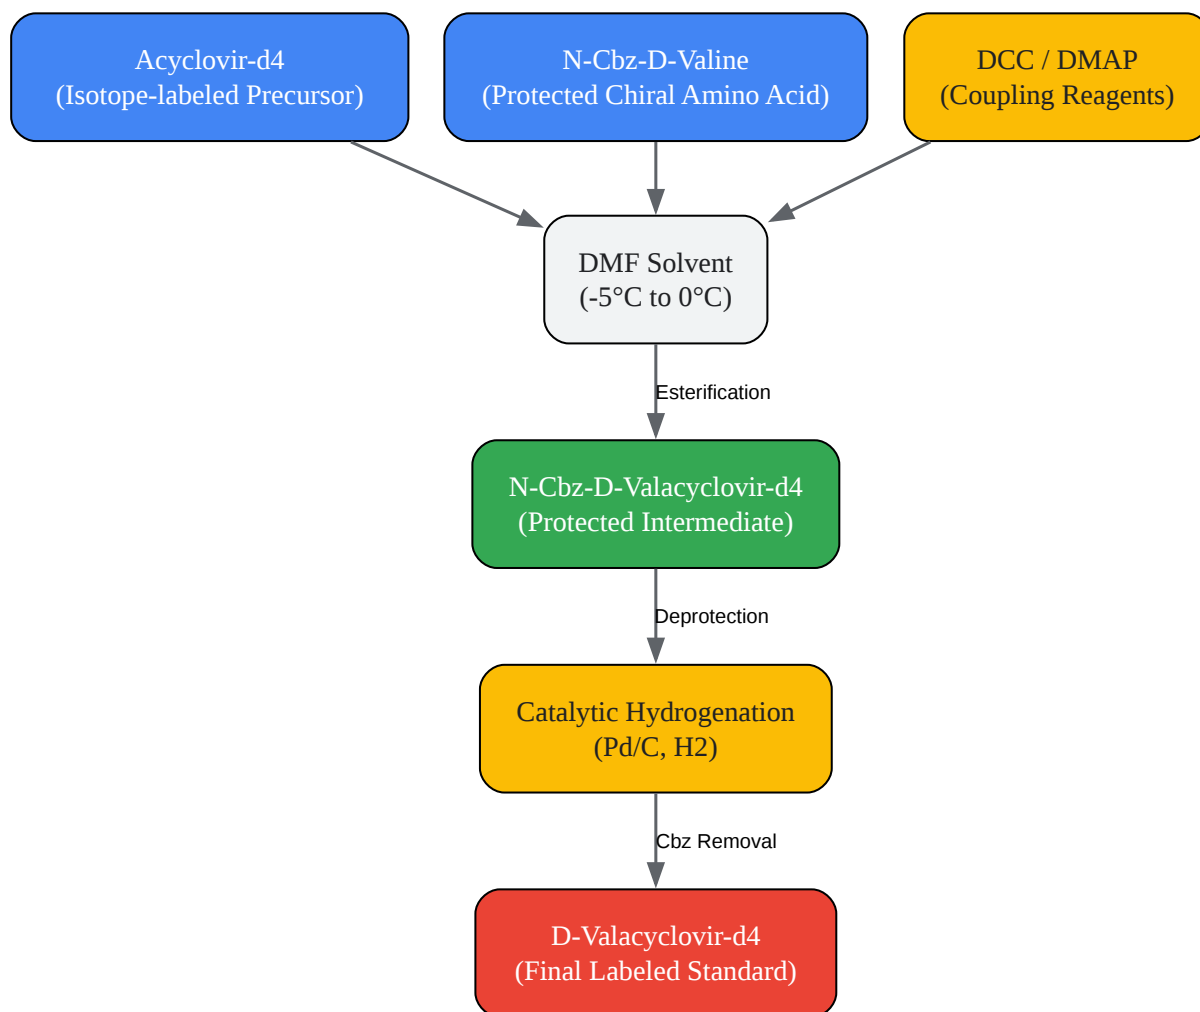 Acyclovir-d4
(Isotope-labeled Precursor)
N-Cbz-D-Valine
(Protected Chiral Amino Acid)
DCC / DMAP
(Coupling Reagents)
DMF Solvent
(-5°C to 0°C)
Esterification
N-Cbz-D-Valacyclovir-d4
(Protected Intermediate)
Deprotection
Catalytic Hydrogenation
(Pd/C, H2)
Cbz Removal
D-Valacyclovir-d4
(Final Labeled Standard)